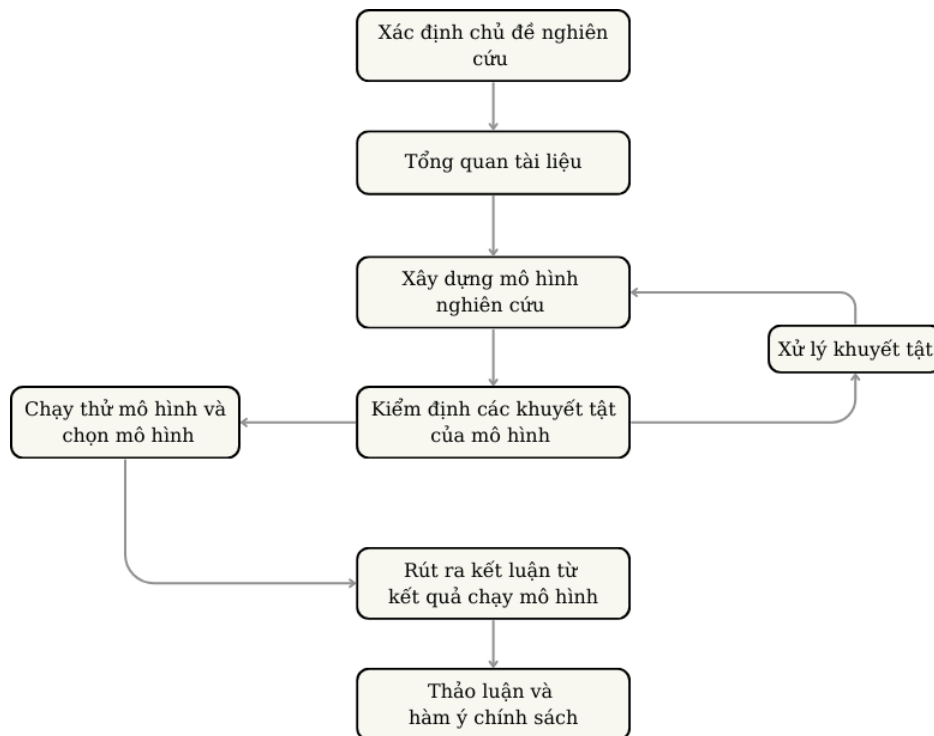 Xác định chủ đề nghiên
cứu
Tổng quan tài liệu
Xây dựng mô hình
nghiên cứu
Xử lý khuyết tật
Kiểm định các khuyết tật
của mô hình
Chạy thử mô hình và
chọn mô hình
Rút ra kết luận từ
kết quả chạy mô hình
Thảo luận và
hàm ý chính sách